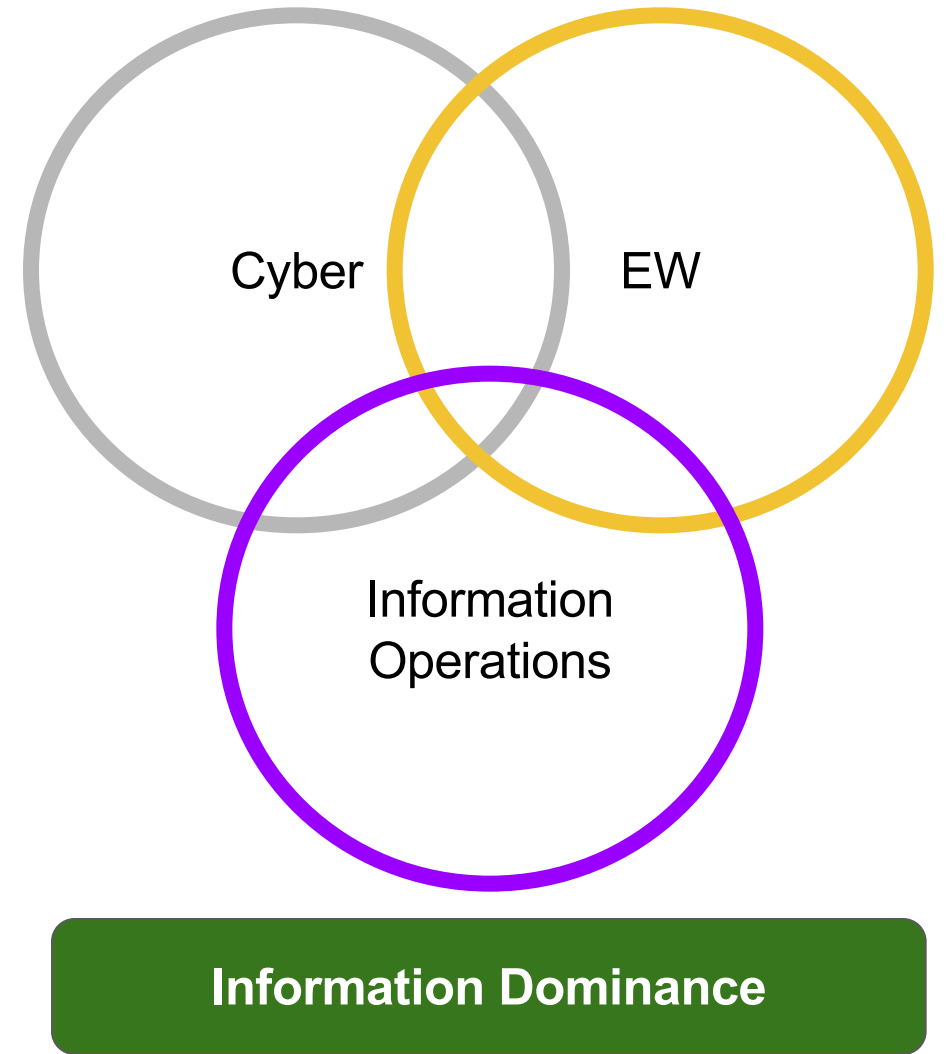 Cyber
EW
Information
Operations
Information Dominance